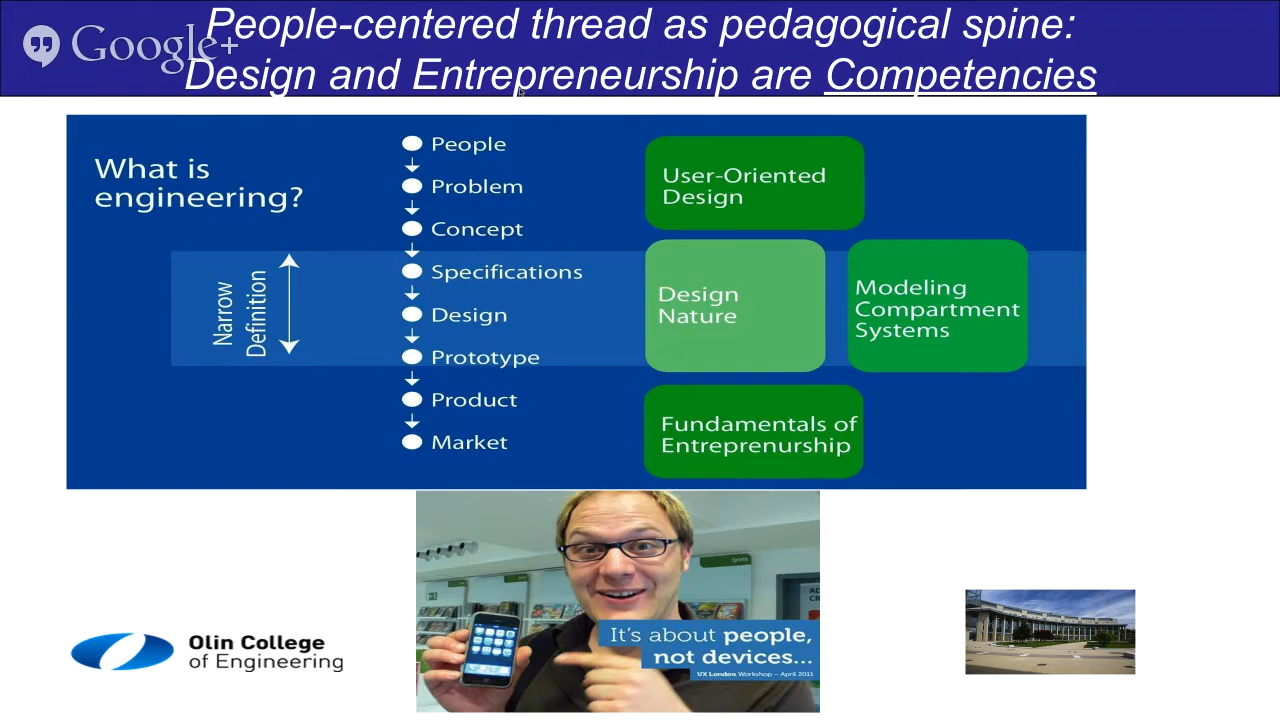 People-centered thread as pedagogical spine:
Google+
Design and Entrepreneurship are Competencies
What is
engineering?
Narrow
Definition
People
Problem
Concept
Specifications
Design
Prototype
Product
Market
User-Oriented
Design
Design
Nature
Modeling
Compartment
Systems
Fundamentals of
Entreprenurship
It's about people,
not devices...
UX London Workshop – April 2011
Olin College
of Engineering